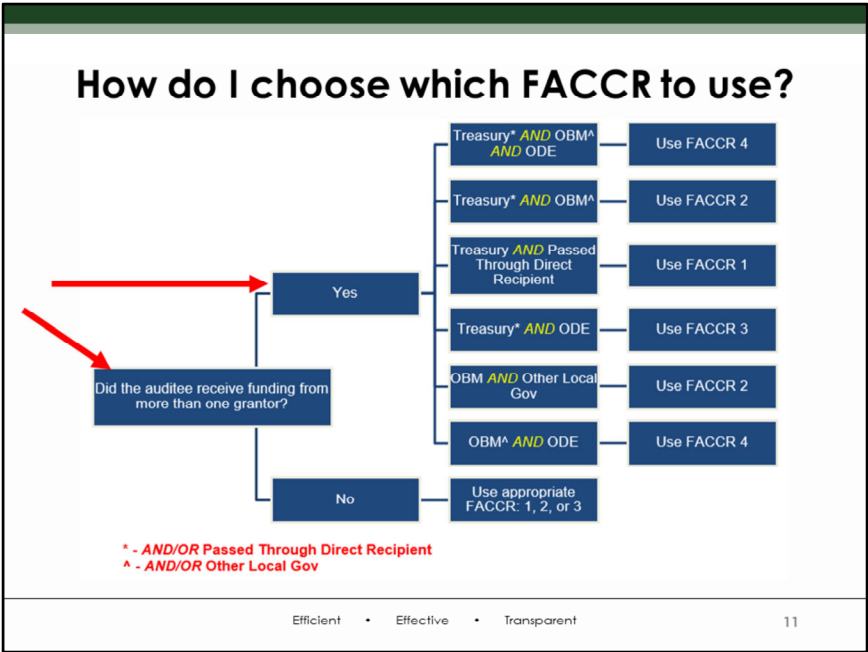 How do I choose which FACCR to use?
Treasury* AND OBM^
AND ODE
Use FACCR 4
Treasury* AND OBM^
Use FACCR 2
Treasury AND Passed
Through Direct
Recipient
Use FACCR 1
Yes
Treasury* AND ODE
Use FACCR 3
Did the auditee receive funding from
more than one grantor?
OBM AND Other Local
Gov
Use FACCR 2
OBM^ AND ODE
Use FACCR 4
No
Use appropriate
FACCR: 1, 2, or 3
* - AND/OR Passed Through Direct Recipient
^ - AND/OR Other Local Gov
Efficient • Effective • Transparent
11